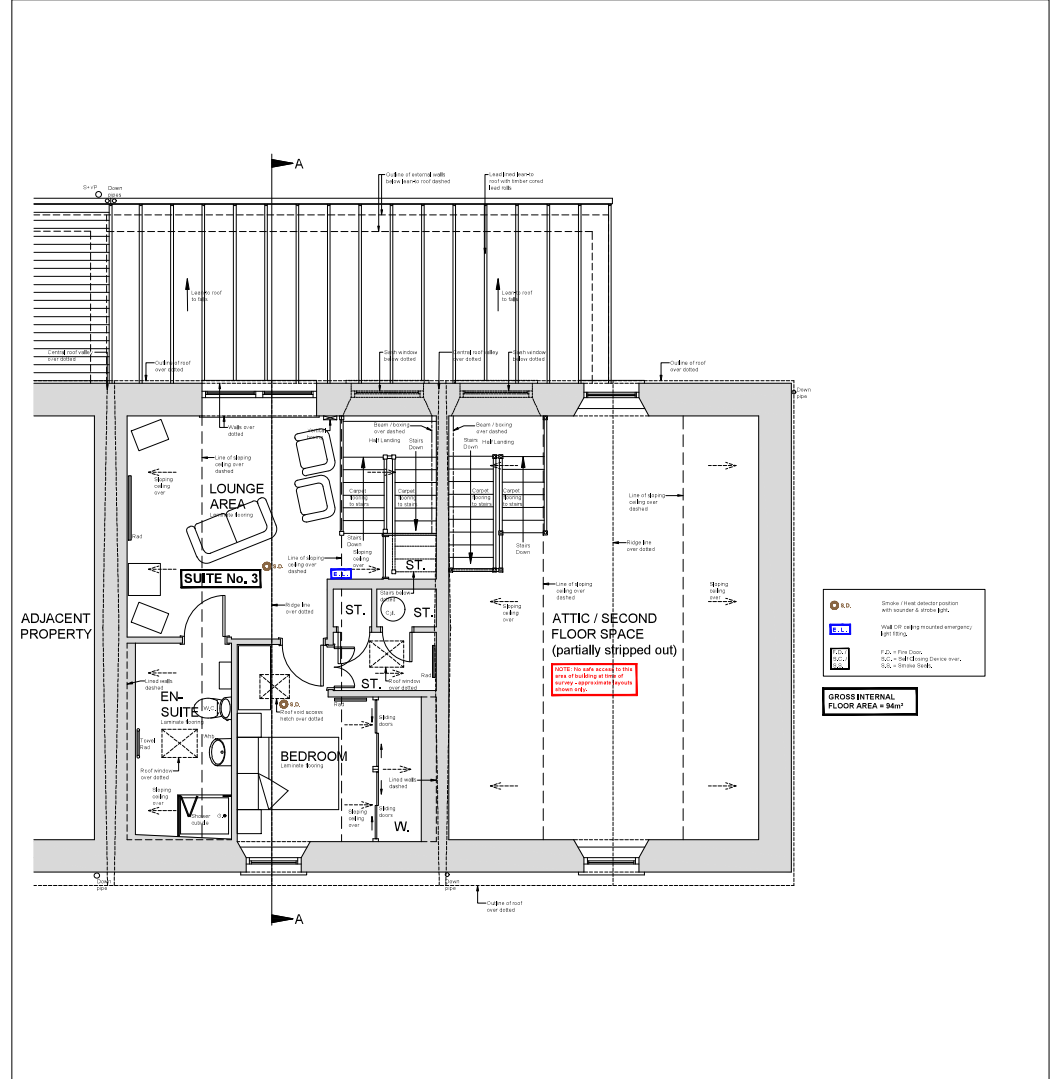 A
S+VP
Down
pipes
Outline of external walls
below lean-to roof dashed
Lead lined lean-to
roof with timber cored
lead rolls
Lean-to roof
to falls
Lean-to roof
to falls
Central roof valley
over dotted
Outline of roof
over dotted
Sash window
below dotted
Central roof valley
over dotted
Sash window
below dotted
Outline of roof
over dotted
Down
pipe
Walls over
dotted
Beam / boxing
over dashed
Half Landing
Stairs
Down
Beam / boxing
over dashed
Half Landing
Stairs
Down
Line of sloping
ceiling over
dashed
Sloping
ceiling
over
LOUNGE
AREA
Laminate flooring
Carpet
flooring
to stairs
Carpet
flooring
to stairs
Carpet
flooring
to stairs
Carpet
flooring
to stairs
Line of sloping
ceiling over
dashed
Rad
Stairs
Down
Stairs
Down
Ridge line
over dotted
Line of sloping
ceiling over
dashed
Sloping
ceiling
over
S.D.
E.L.
ST.
SUITE No. 3
Stairs below
dotted
Line of sloping
ceiling over
dashed
Sloping
ceiling
over
Sloping
ceiling
over
Ridge line
over dotted
ST.
ST.
ADJACENT
PROPERTY
ATTIC / SECOND
FLOOR SPACE
(partially stripped out)
NOTE: No safe access to this
area of building at time of
survey - approximate layouts
shown only.
S.D.
Smoke / Heat detector position
with sounder & strobe light.
E.L.
Wall OR ceiling mounted emergency
light fitting.
F.D./
S.C./
S.S.
F.D. = Fire Door.
S.C. = Self Closing Device over.
S.S. = Smoke Seals.
GROSS INTERNAL
FLOOR AREA = 94m²
Lined walls
dashed
EN-
SUITE
Laminate flooring
W.C.
ST.
Roof window
over dotted
Rad
Rad
S.D.
Roof void access
hatch over dotted
Sliding
doors
Towel
Rad
Roof window
over dotted
BEDROOM
Laminate flooring
Lined walls
dashed
Sloping
ceiling
over
Shower
cubicle
Sloping
ceiling
over
Sliding
doors
W.
Down
pipe
Down
pipe
Outline of roof
over dotted
A